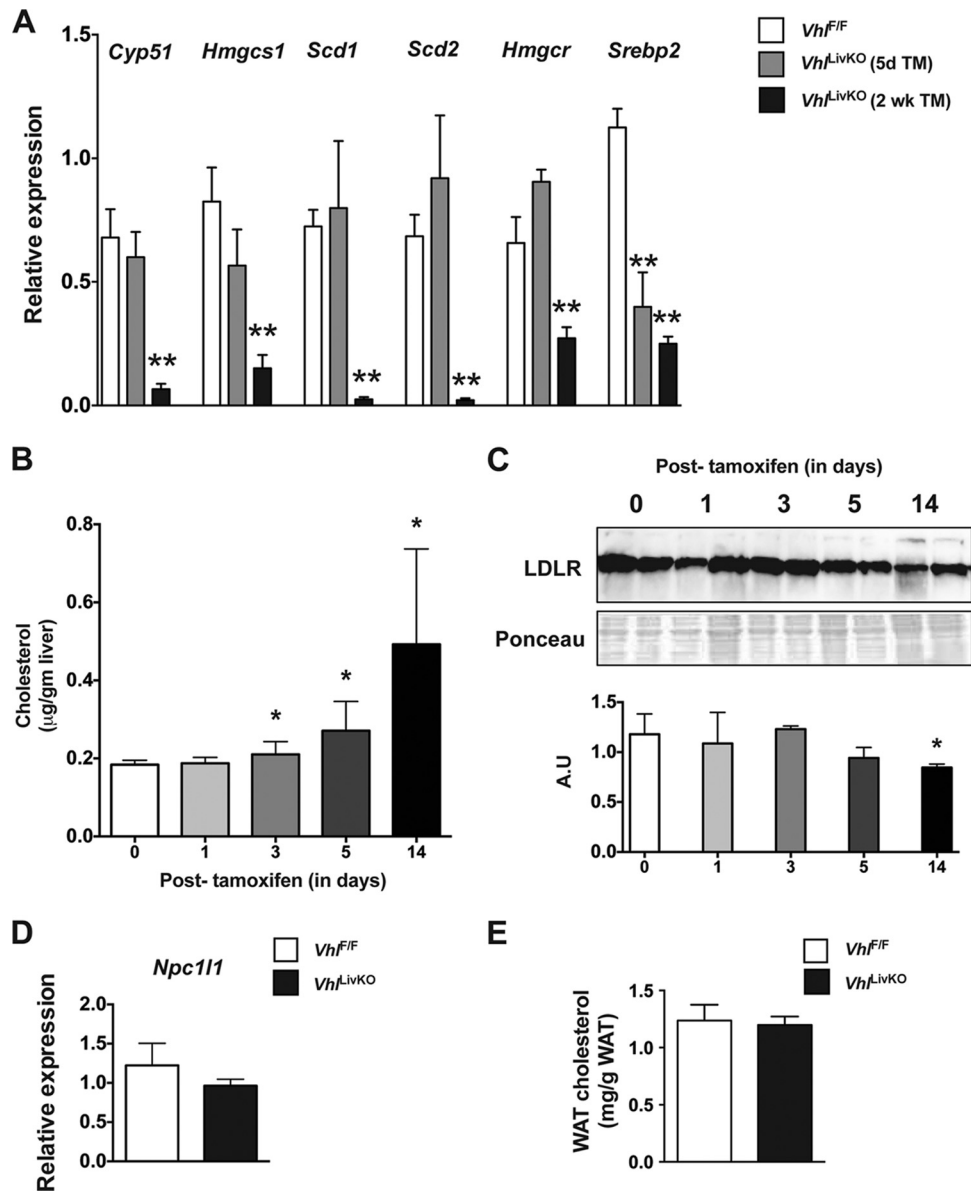 A
Cyp51 Hmgcs1 Scd1 Scd2 Hmgcr Srebp2
Vhl^F/F
Vhl^LivKO (5d TM)
Vhl^LivKO (2 wk TM)
Relative expression
1.5
1.0
0.5
0.0
** ** ** ** ** ** **
B
Cholesterol
(μg/gm liver)
0.8
0.6
0.4
0.2
0.0
* * *
0 1 3 5 14
Post- tamoxifen (in days)
C
Post- tamoxifen (in days)
0 1 3 5 14
LDLR
Ponceau
A.U
1.5
1.0
0.5
0.0
*
0 1 3 5 14
D
Npc1l1
Vhl^F/F
Vhl^LivKO
Relative expression
2.0
1.5
1.0
0.5
0.0
E
Vhl^F/F
Vhl^LivKO
WAT cholesterol
(mg/g WAT)
1.5
1.0
0.5
0.0